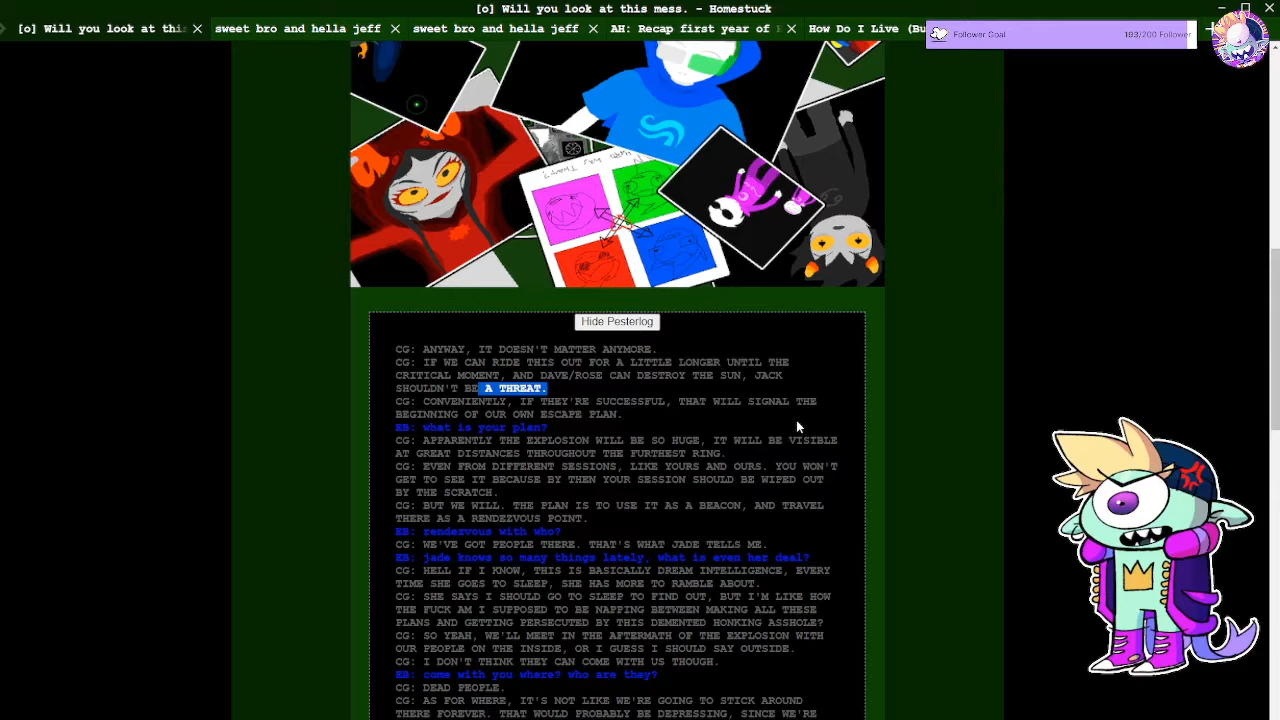 [o] Will you look at this mess. - Homestuck
[o] Will you look at this
sweet bro and hella jeff
sweet bro and hella jeff
AH: Recap first year of
How Do I Live (Bu
Follower Goal
193/200 Follower
Hide Pesterlog
CG: ANYWAY, IT DOESN'T MATTER ANYMORE.
CG: IF WE CAN RIDE THIS OUT FOR A LITTLE LONGER UNTIL THE
CRITICAL MOMENT, AND DAVE/ROSE CAN DESTROY THE SUN, JACK
SHOULDN'T BE A THREAT.
CG: CONVENIENTLY, IF THEY'RE SUCCESSFUL, THAT WILL SIGNAL THE
BEGINNING OF OUR OWN ESCAPE PLAN.
EB: what is your plan?
CG: APPARENTLY THE EXPLOSION WILL BE SO HUGE, IT WILL BE VISIBLE
AT GREAT DISTANCES THROUGHOUT THE FURTHEST RING.
CG: EVEN FROM DIFFERENT SESSIONS, LIKE YOURS AND OURS. YOU WON'T
GET TO SEE IT BECAUSE BY THEN YOUR SESSION SHOULD BE WIPED OUT
BY THE SCRATCH.
CG: BUT WE WILL. THE PLAN IS TO USE IT AS A BEACON, AND TRAVEL
THERE AS A RENDEZVOUS POINT.
EB: rendezvous with who?
CG: WE'VE GOT PEOPLE THERE. THAT'S WHAT JADE TELLS ME.
EB: jade knows so many things lately, what is even her deal?
CG: HELL IF I KNOW, THIS IS BASICALLY DREAM INTELLIGENCE, EVERY
TIME SHE GOES TO SLEEP, SHE HAS MORE TO RAMBLE ABOUT.
CG: SHE SAYS I SHOULD GO TO SLEEP TO FIND OUT, BUT I'M LIKE HOW
THE FUCK AM I SUPPOSED TO BE NAPPING BETWEEN MAKING ALL THESE
PLANS AND GETTING PERSECUTED BY THIS DEMENTED HONKING ASSHOLE?
CG: SO YEAH, WE'LL MEET IN THE AFTERMATH OF THE EXPLOSION WITH
OUR PEOPLE ON THE INSIDE, OR I GUESS I SHOULD SAY OUTSIDE.
CG: I DON'T THINK THEY CAN COME WITH US THOUGH.
EB: come with you where? who are they?
CG: DEAD PEOPLE.
CG: AS FOR WHERE, IT'S NOT LIKE WE'RE GOING TO STICK AROUND
THERE FOREVER. THAT WOULD PROBABLY BE DEPRESSING, SINCE WE'RE